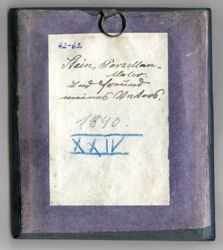 42-62.
Stein, Porzellan-
Maler.
Und Freund
meines Vaters.
1840.
XXIV